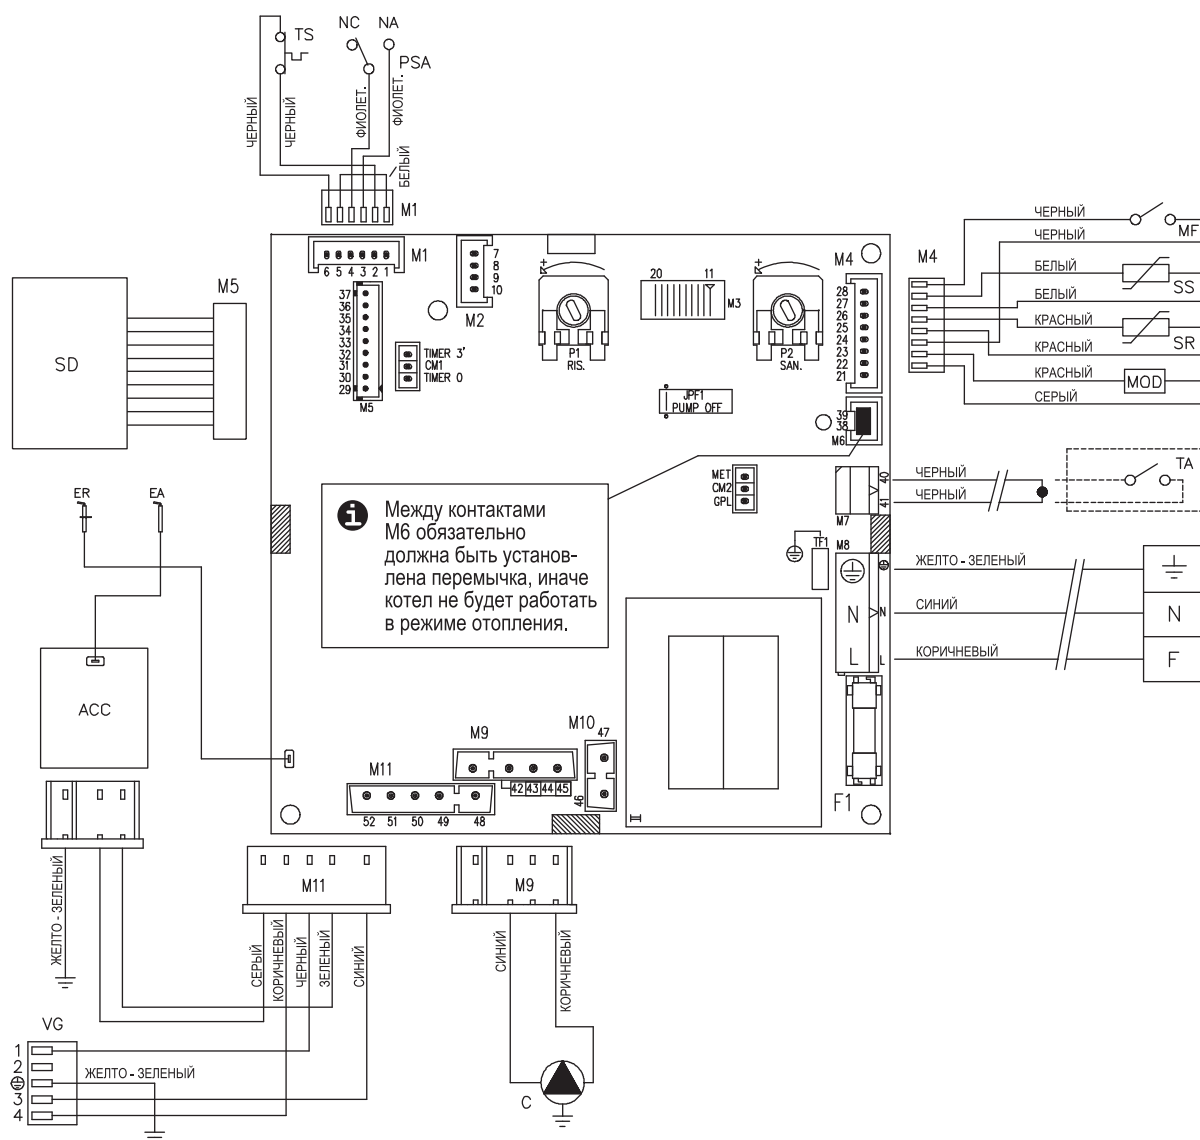 TS
NC
NA
PSA
ЧЕРНЫЙ
ЧЕРНЫЙ
ФИОЛЕТ.
ФИОЛЕТ.
БЕЛЫЙ
M1
M1
6 5 4 3 2 1
7
8
9
10
M2
P1
RIS.
20
11
M3
P2
SAN.
M4
28
27
26
25
24
23
22
21
M4
ЧЕРНЫЙ
MF
ЧЕРНЫЙ
БЕЛЫЙ
SS
БЕЛЫЙ
КРАСНЫЙ
SR
КРАСНЫЙ
КРАСНЫЙ
MOD
СЕРЫЙ
SD
M5
37
36
35
34
33
32
31
30
29
M5
TIMER 3'
CM1
TIMER 0
JPF1
PUMP OFF
39
38
M6
MET
CM2
GPL
40
41
M7
ЧЕРНЫЙ
ЧЕРНЫЙ
TA
ER
EA
i
Между контактами
М6 обязательно
должна быть установ-
лена перемычка, иначе
котел не будет работать
в режиме отопления.
TF1
M8
N
L
N
L
ЖЕЛТО - ЗЕЛЕНЫЙ
СИНИЙ
КОРИЧНЕВЫЙ
N
F
ACC
F1
M9
42 43 44 45
M10
47
46
M11
52 51 50 49 48
M11
M9
ЖЕЛТО - ЗЕЛЕНЫЙ
СЕРЫЙ
КОРИЧНЕВЫЙ
ЧЕРНЫЙ
ЗЕЛЕНЫЙ
СИНИЙ
СИНИЙ
КОРИЧНЕВЫЙ
VG
1
2
3
4
ЖЕЛТО - ЗЕЛЕНЫЙ
C